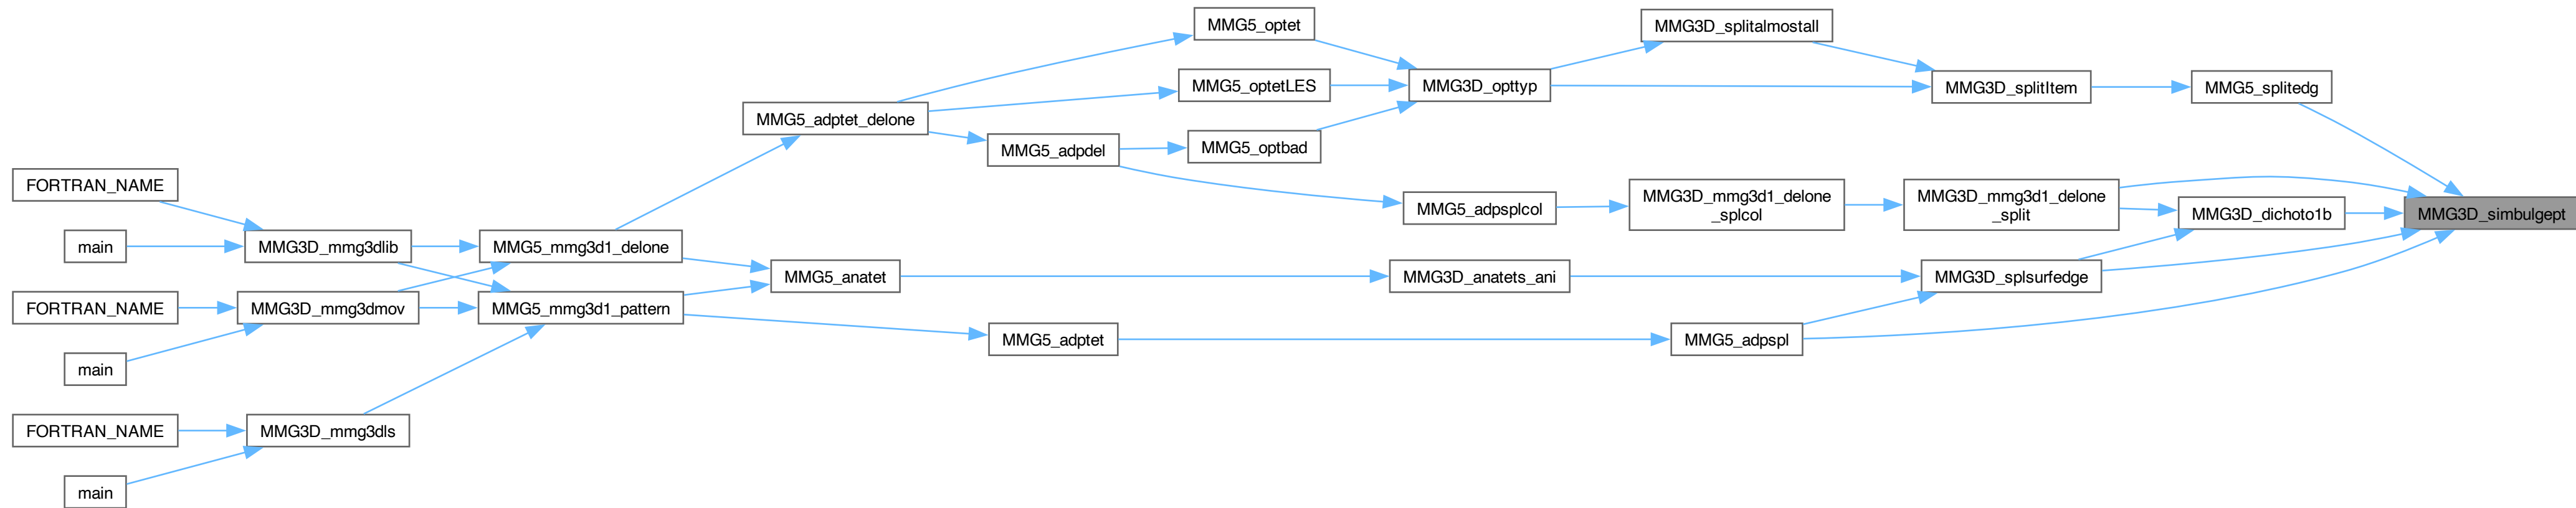 MMG5_optet
MMG3D_splitalmostall
MMG5_optetLES
MMG3D_opttyp
MMG3D_splitItem
MMG5_splitedg
MMG5_adptet_delone
MMG5_adpdel
MMG5_optbad
FORTRAN_NAME
MMG5_adpsplcol
MMG3D_mmg3d1_delone
_splcol
MMG3D_mmg3d1_delone
_split
MMG3D_dichoto1b
MMG3D_simbulgept
main
MMG3D_mmg3dlib
MMG5_mmg3d1_delone
MMG5_anatet
MMG3D_anatets_ani
MMG3D_splsurfedge
FORTRAN_NAME
MMG3D_mmg3dmov
MMG5_mmg3d1_pattern
MMG5_adptet
MMG5_adpspl
main
FORTRAN_NAME
MMG3D_mmg3dls
main